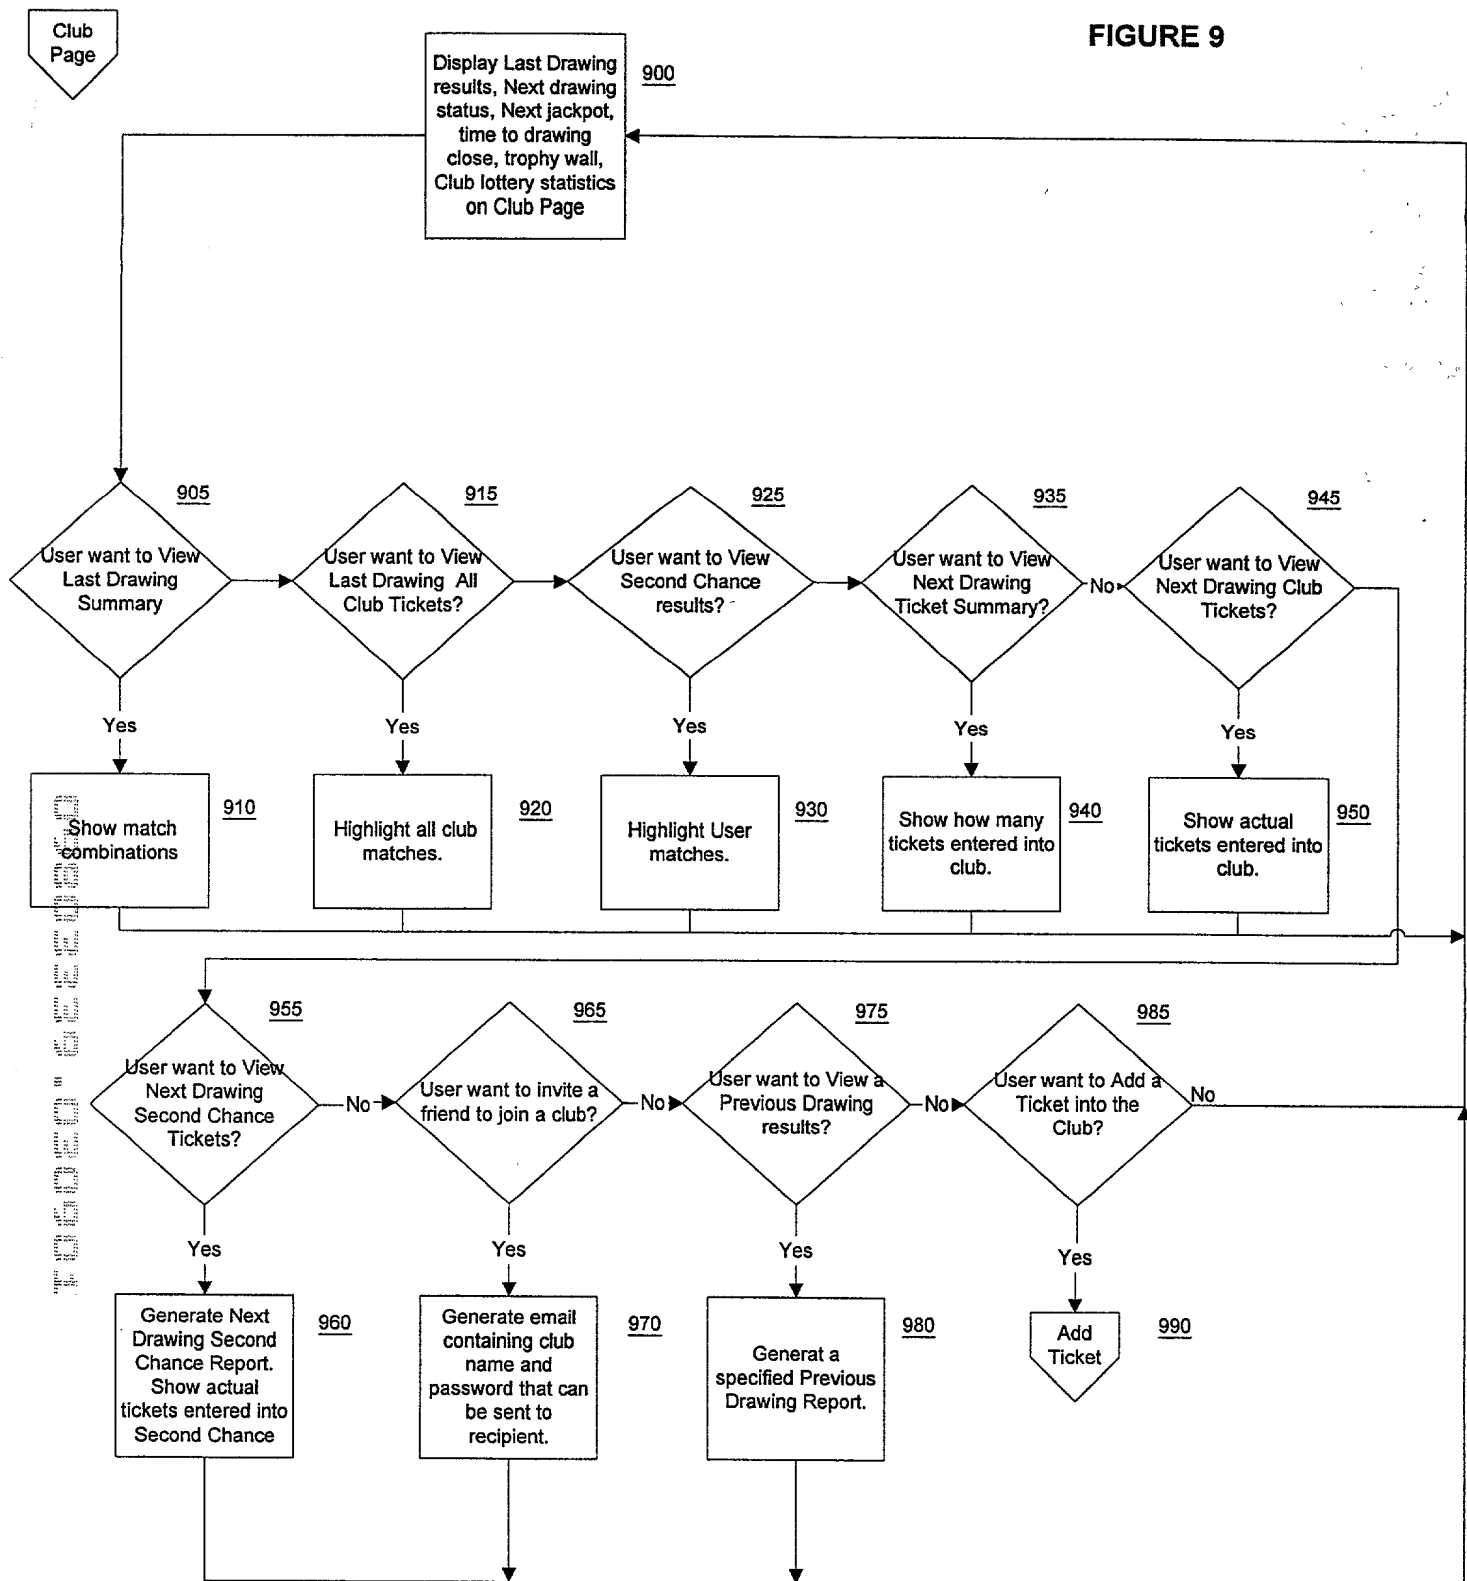 Club
Page
FIGURE 9
Display Last Drawing
results, Next drawing
status, Next jackpot,
time to drawing
close, trophy wall,
Club lottery statistics
on Club Page
900
905
User want to View
Last Drawing
Summary
915
User want to View
Last Drawing All
Club Tickets?
925
User want to View
Second Chance
results?
935
User want to View
Next Drawing
Ticket Summary?
No
945
User want to View
Next Drawing Club
Tickets?
Yes
Yes
Yes
Yes
Yes
Show match
combinations
910
Highlight all club
matches.
920
Highlight User
matches.
930
Show how many
tickets entered into
club.
940
Show actual
tickets entered into
club.
950
955
User want to View
Next Drawing
Second Chance
Tickets?
No
965
User want to invite a
friend to join a club?
No
975
User want to View a
Previous Drawing
results?
No
985
User want to Add a
Ticket into the
Club?
No
Yes
Yes
Yes
Yes
Generate Next
Drawing Second
Chance Report.
Show actual
tickets entered into
Second Chance
960
Generate email
containing club
name and
password that can
be sent to
recipient.
970
Generat a
specified Previous
Drawing Report.
980
Add
Ticket
990